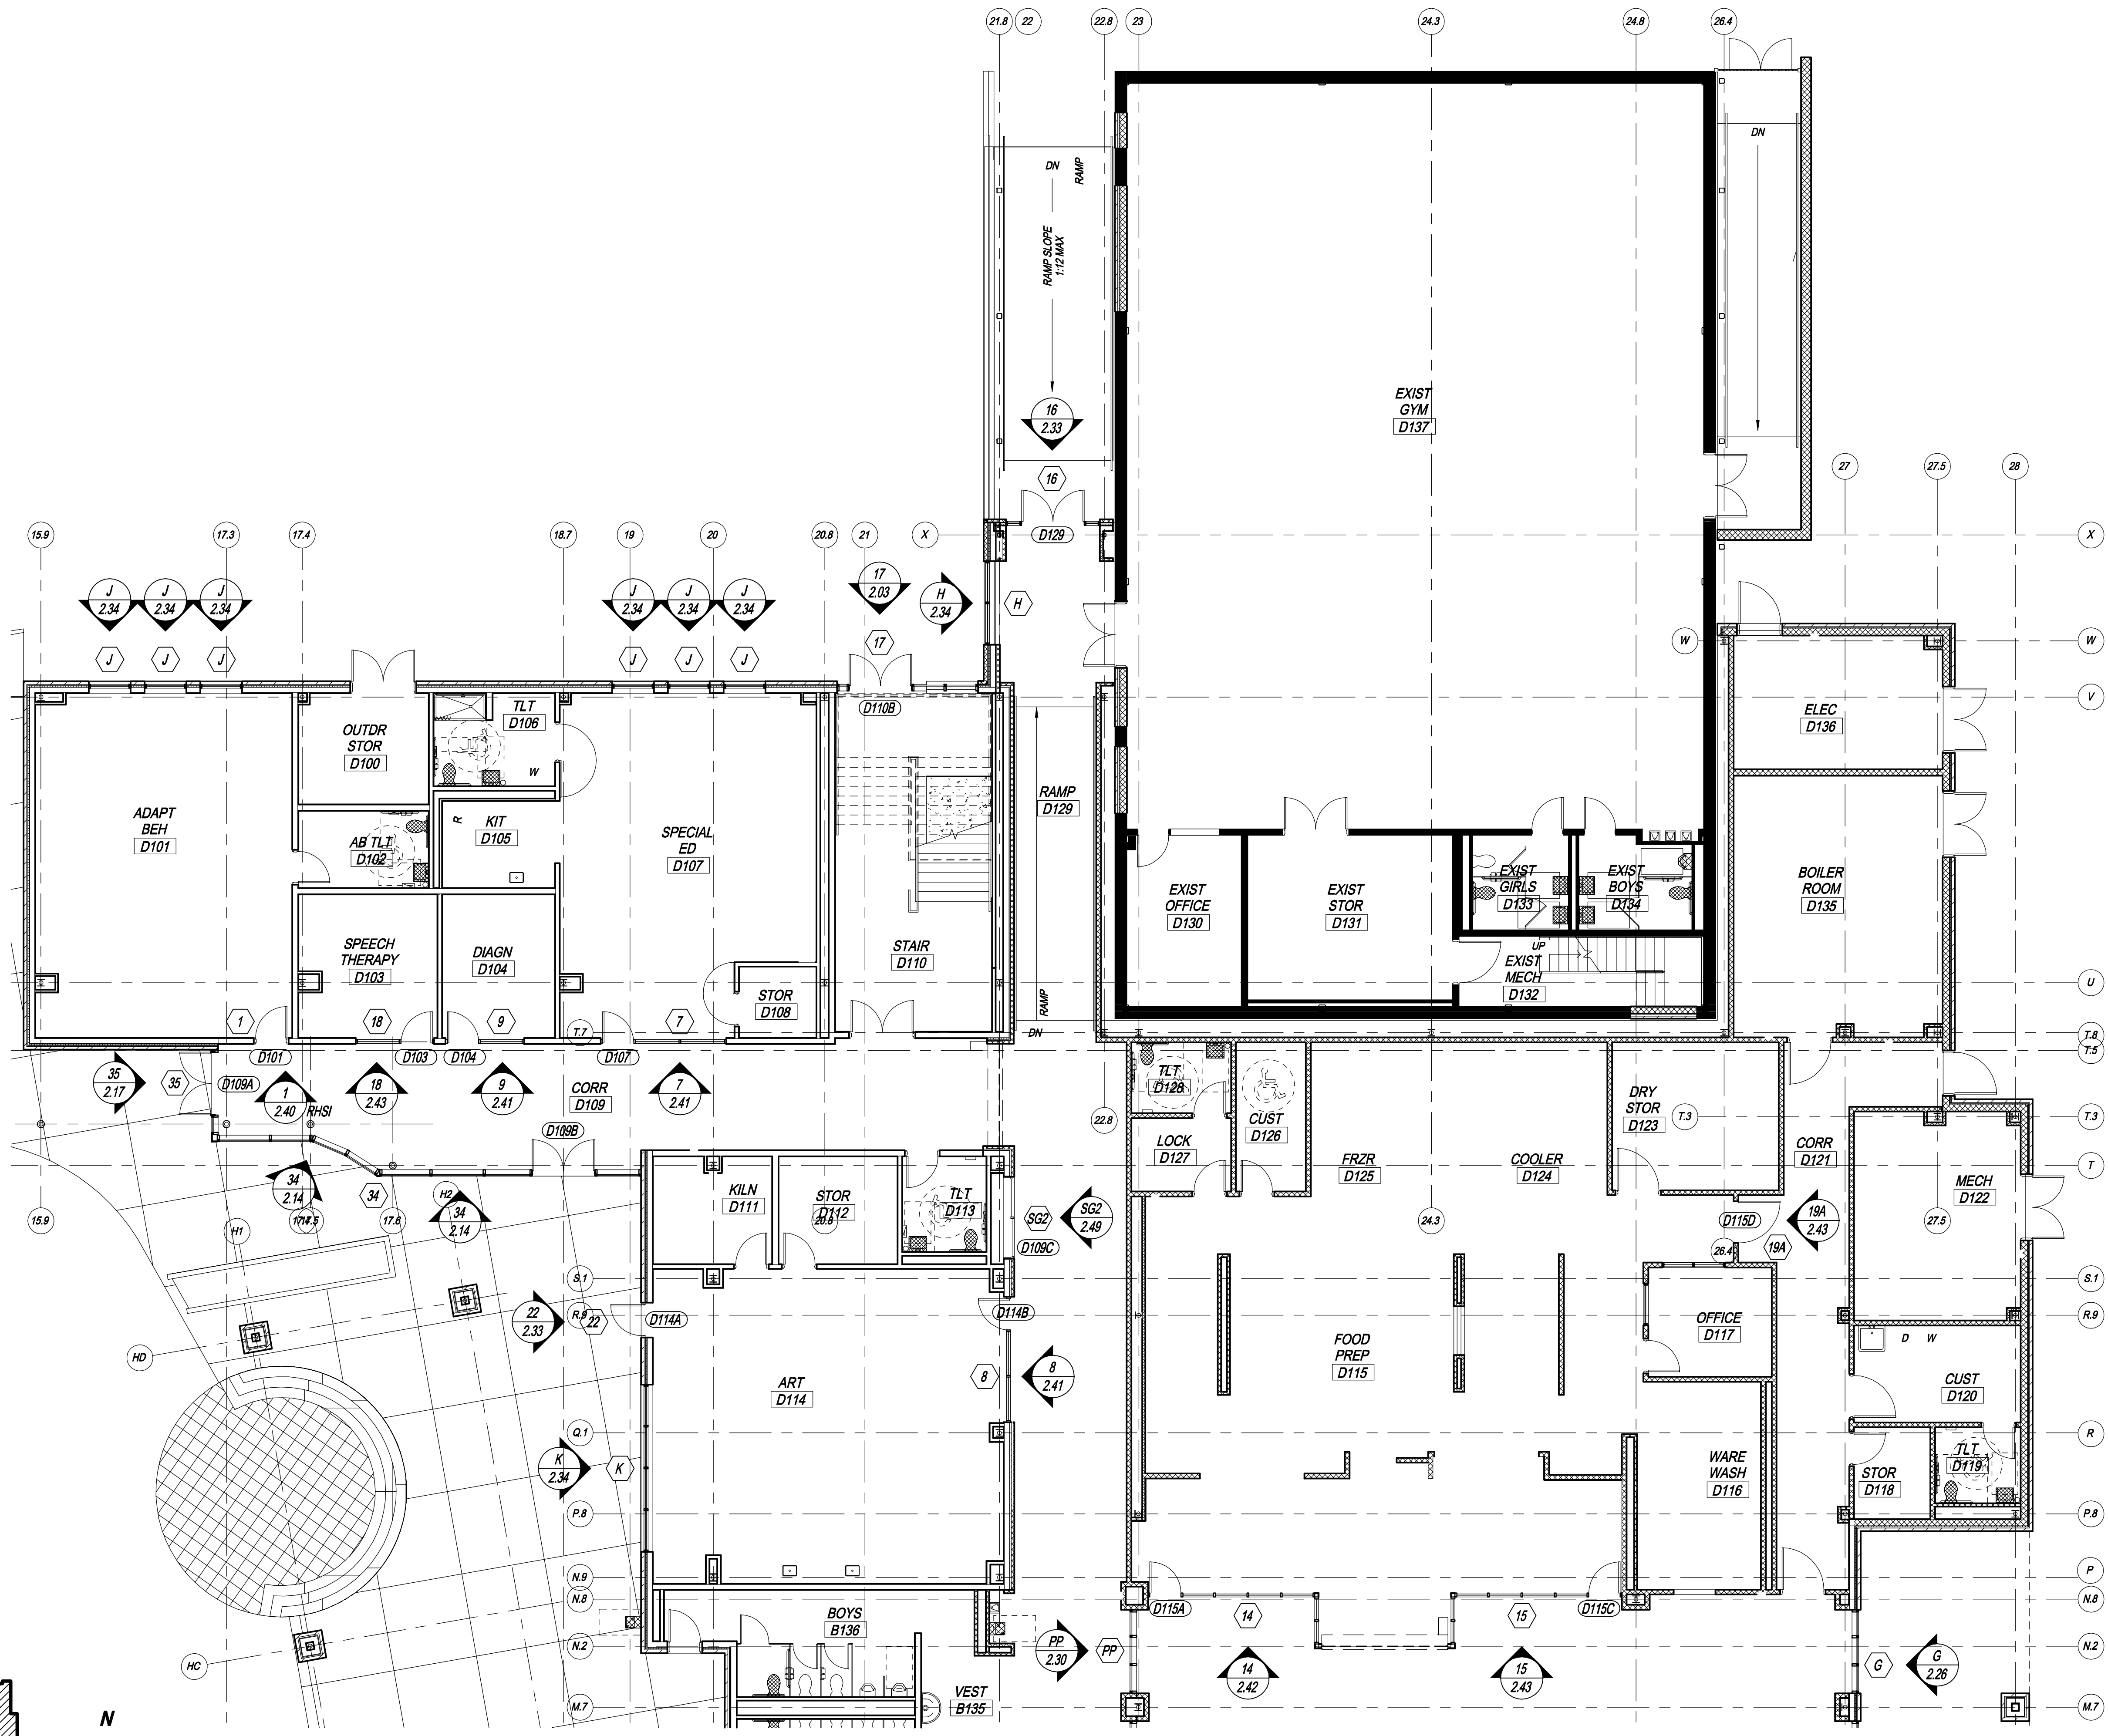 21.8
22
22.8
23
24.3
24.8
26.4
DN
RAMP
RAMP SLOPE
1:12 MAX
DN
EXIST
GYM
D137
16
2.33
16
27
27.5
28
15.9
17.3
17.4
18.7
19
20
20.8
21
X
D129
X
J
2.34
J
2.34
J
2.34
J
2.34
J
2.34
J
2.34
17
2.03
H
2.34
H
J
J
J
J
J
J
17
W
W
V
D110B
OUTDR
STOR
D100
TLT
D106
W
ELEC
D136
ADAPT
BEH
D101
R
KIT
D105
AB TLT
D102
SPECIAL
ED
D107
RAMP
D129
BOILER
ROOM
D135
EXIST
OFFICE
D130
EXIST
STOR
D131
EXIST
GIRLS
D133
EXIST
BOYS
D134
UP
EXIST
MECH
D132
SPEECH
THERAPY
D103
DIAGN
D104
STAIR
D110
STOR
D108
RAMP
DN
U
1
18
9
T.7
7
T.8
T.5
D101
D103
D104
D107
35
2.17
35
D109A
1
2.40
RHSI
18
2.43
9
2.41
CORR
D109
7
2.41
D109B
TLT
D128
CUST
D126
LOCK
D127
22.8
DRY
STOR
D123
T.3
T.3
FRZR
D125
COOLER
D124
CORR
D121
T
MECH
D122
34
2.14
34
H2
34
2.14
KILN
D111
STOR
D112
20.8
TLT
D113
SG2
SG2
2.49
D109C
15.9
H1
17.4
17.5
17.6
24.3
D115D
26.4
19A
19A
2.43
27.5
S.1
S.1
22
2.33
R.9
22
D114A
D114B
R.9
HD
FOOD
PREP
D115
OFFICE
D117
D
W
CUST
D120
ART
D114
8
8
2.41
Q.1
R
K
2.34
K
WARE
WASH
D116
STOR
D118
TLT
D119
P.8
P.8
N.9
P
N.8
N.8
D115A
14
15
D115C
BOYS
B136
N.2
N.2
HC
PP
2.30
PP
14
2.42
15
2.43
G
G
2.26
VEST
B135
M.7
M.7
N